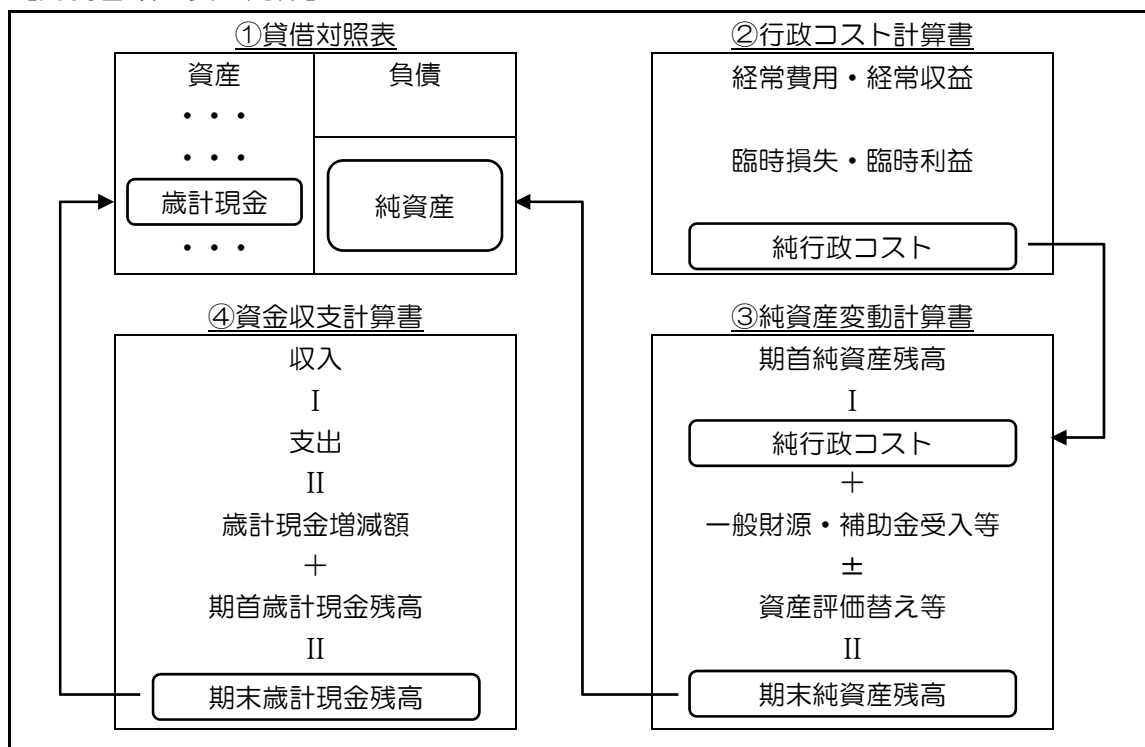 ①貸借対照表
資産
・・・
・・・
歳計現金
・・・
負債
純資産
②行政コスト計算書
経常費用・経常収益
臨時損失・臨時利益
純行政コスト
④資金収支計算書
収入
Ⅰ
支出
Ⅱ
歳計現金増減額
＋
期首歳計現金残高
Ⅱ
期末歳計現金残高
③純資産変動計算書
期首純資産残高
Ⅰ
純行政コスト
＋
一般財源・補助金受入等
±
資産評価替え等
Ⅱ
期末純資産残高